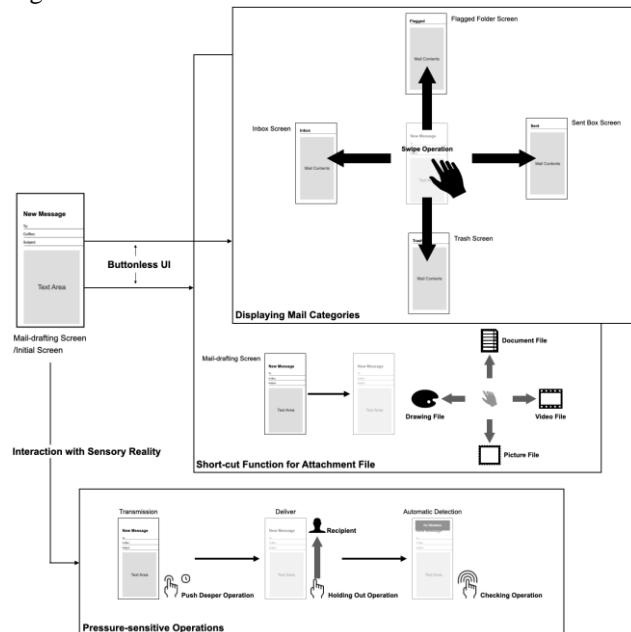 Flagged Folder Screen
Flagged
Mail Contents
Inbox Screen
Inbox
Mail Contents
New Message
Swipe Operation
Sent Box Screen
Sent
Mail Contents
Trash Screen
Mail Contents
Displaying Mail Categories
New Message
To:
Cc/Bcc:
Subject:
Text Area
Buttonless UI
Mail-drafting Screen
/Initial Screen
Mail-drafting Screen
New Message
Text Area
New Message
Text Area
Document File
Drawing File
Video File
Picture File
Short-cut Function for Attachment File
Interaction with Sensory Reality
Transmission
New Message
Text Area
Push Deeper Operation
Deliver
New Message
Text Area
Recipient
Holding Out Operation
Automatic Detection
New Message
Text Area
Checking Operation
Pressure-sensitive Operations